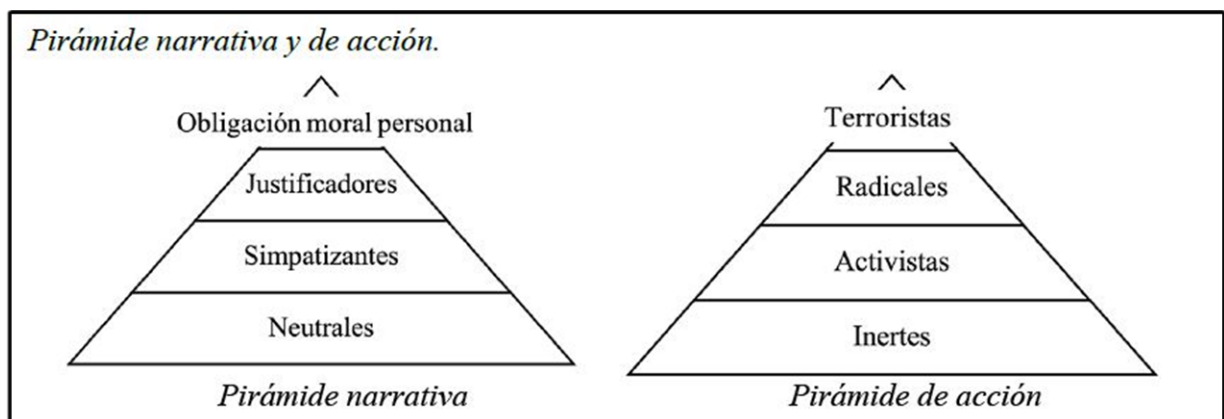 Pirámide narrativa y de acción.
Obligación moral personal
Justificadores
Simpatizantes
Neutrales
Pirámide narrativa
Terroristas
Radicales
Activistas
Inertes
Pirámide de acción